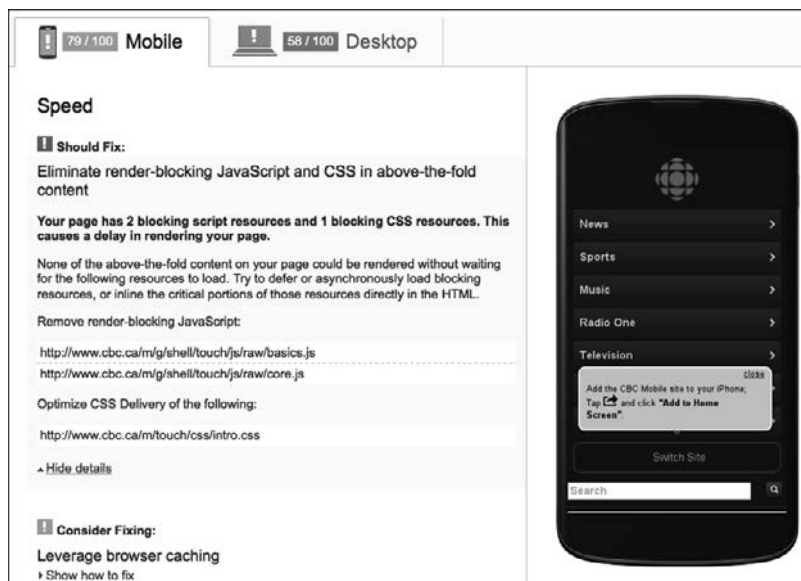 79 / 100 Mobile
58 / 100 Desktop
Speed
Should Fix:
Eliminate render-blocking JavaScript and CSS in above-the-fold
content
Your page has 2 blocking script resources and 1 blocking CSS resources. This
causes a delay in rendering your page.
None of the above-the-fold content on your page could be rendered without waiting
for the following resources to load. Try to defer or asynchronously load blocking
resources, or inline the critical portions of those resources directly in the HTML.
Remove render-blocking JavaScript:
http://www.cbc.ca/m/g/shell/touch/js/raw/basics.js
http://www.cbc.ca/m/g/shell/touch/js/raw/core.js
Optimize CSS Delivery of the following:
http://www.cbc.ca/m/touch/css/intro.css
Hide details
Consider Fixing:
Leverage browser caching
Show how to fix
News
Sports
Music
Radio One
Television
close
Add the CBC Mobile site to your iPhone;
Tap and click "Add to Home
Screen".
Switch Site
Search